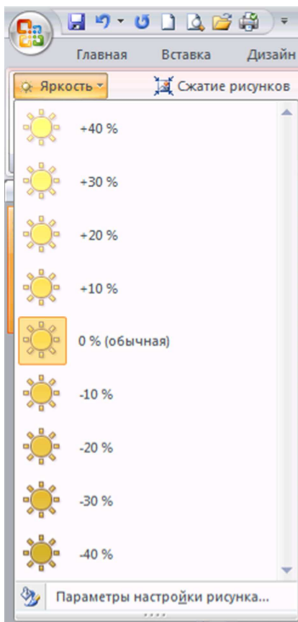 Главная Вставка Дизайн
Яркость Сжатие рисунков
+40 %
+30 %
+20 %
+10 %
0 % (обычная)
-10 %
-20 %
-30 %
-40 %
Параметры настройки рисунка...